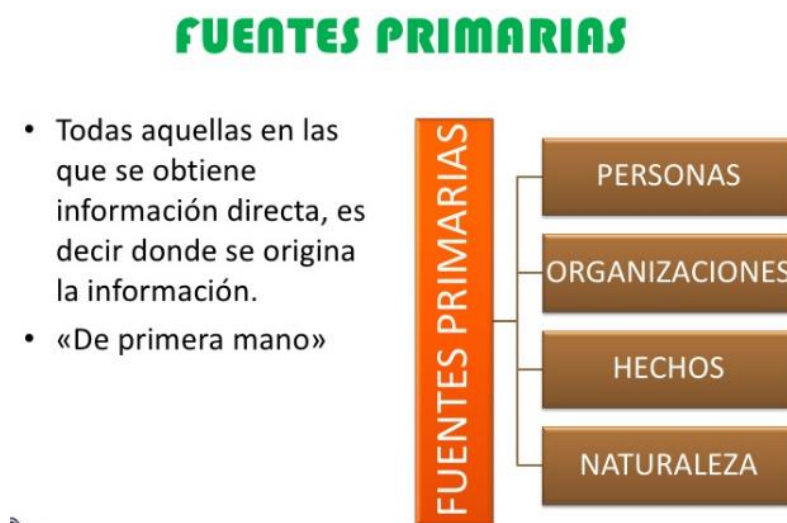 FUENTES PRIMARIAS
• Todas aquellas en las
que se obtiene
información directa, es
decir donde se origina
la información.
• «De primera mano»
FUENTES PRIMARIAS
PERSONAS
ORGANIZACIONES
HECHOS
NATURALEZA